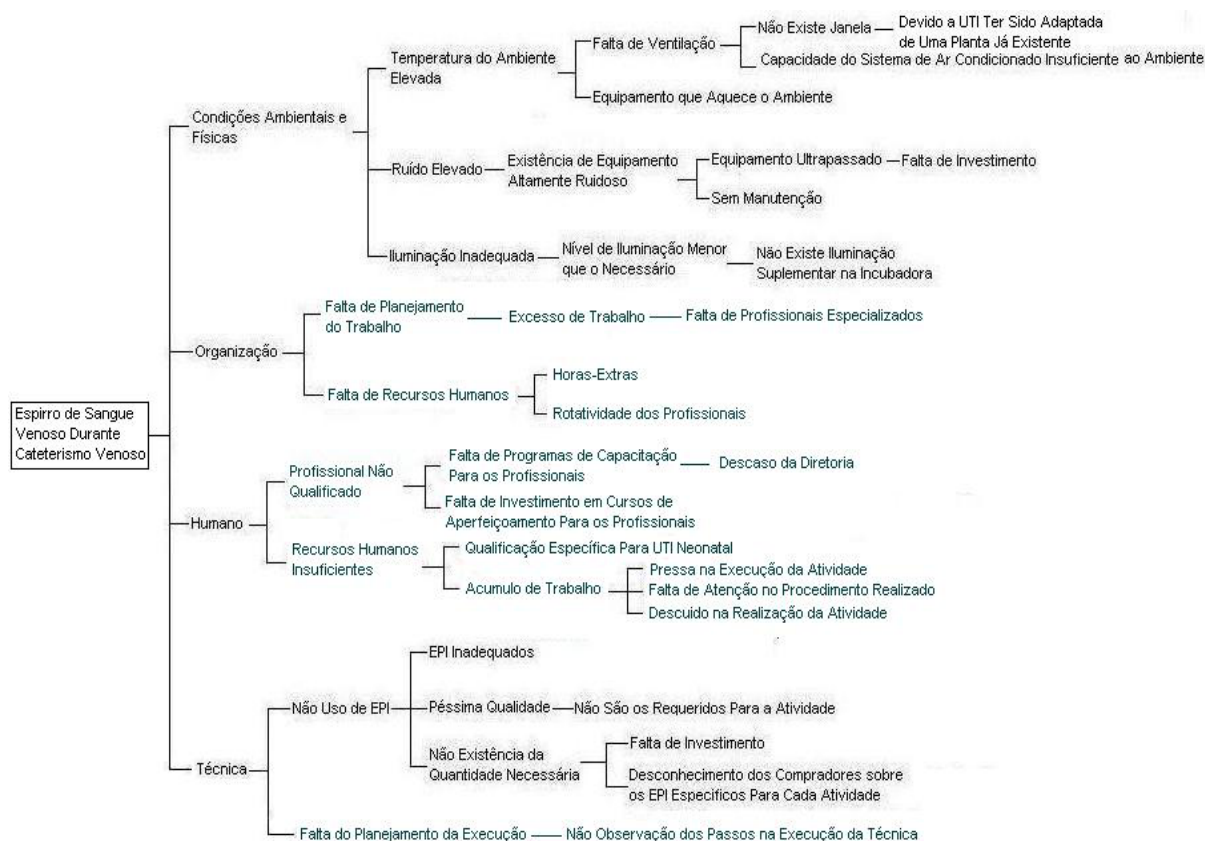 Não Existe Janela
Devido a UTI Ter Sido Adaptada
de Uma Planta Já Existente
Falta de Ventilação
Capacidade do Sistema de Ar Condicionado Insuficiente ao Ambiente
Temperatura do Ambiente
Elevada
Equipamento que Aquece o Ambiente
Condições Ambientais e
Físicas
Ruído Elevado
Existência de Equipamento
Altamente Ruidoso
Equipamento Ultrapassado
Falta de Investimento
Sem Manutenção
Iluminação Inadequada
Nível de Iluminação Menor
que o Necessário
Não Existe Iluminação
Suplementar na Incubadora
Falta de Planejamento
do Trabalho
Excesso de Trabalho
Falta de Profissionais Especializados
Organização
Falta de Recursos Humanos
Horas-Extras
Rotatividade dos Profissionais
Espirro de Sangue
Venoso Durante
Cateterismo Venoso
Profissional Não
Qualificado
Falta de Programas de Capacitação
Para os Profissionais
Descaso da Diretoria
Falta de Investimento em Cursos de
Aperfeiçoamento Para os Profissionais
Humano
Recursos Humanos
Insuficientes
Qualificação Específica Para UTI Neonatal
Acumulo de Trabalho
Pressa na Execução da Atividade
Falta de Atenção no Procedimento Realizado
Descuido na Realização da Atividade
EPI Inadequados
Não Uso de EPI
Péssima Qualidade
Não São os Requeridos Para a Atividade
Não Existência da
Quantidade Necessária
Falta de Investimento
Desconhecimento dos Compradores sobre
os EPI Especificos Para Cada Atividade
Técnica
Falta do Planejamento da Execução
Não Observação dos Passos na Execução da Técnica